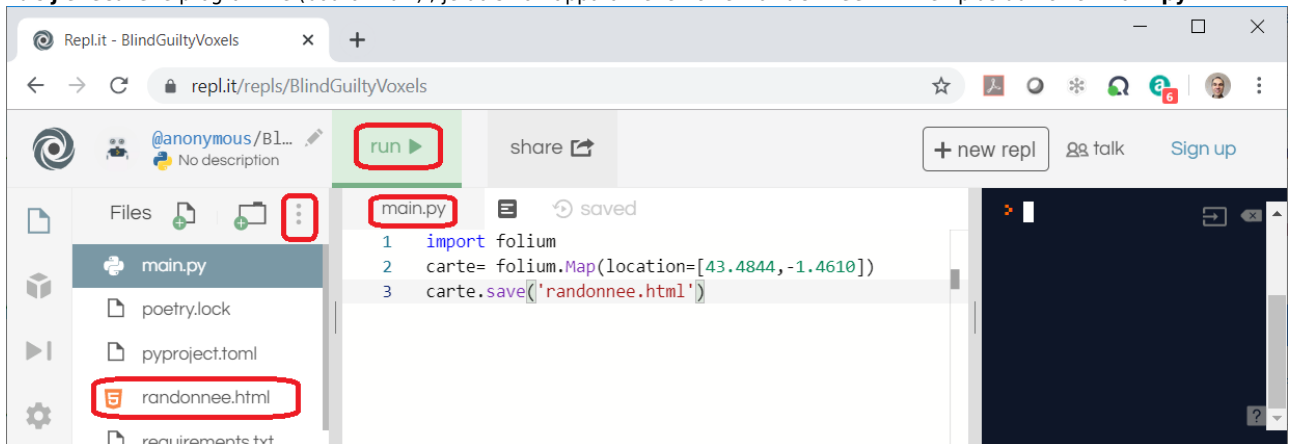 Repl.it - BlindGuiltyVoxels
repl.it/repls/BlindGuiltyVoxels
6
@anonymous/Bl...
No description
run
share
+ new repl
talk
Sign up
Files
main.py
saved
main.py
poetry.lock
pyproject.toml
randonnee.html
requirements.txt
1 import folium
2 carte= folium.Map(location=[43.4844,-1.4610])
3 carte.save('randonnee.html')
>
?